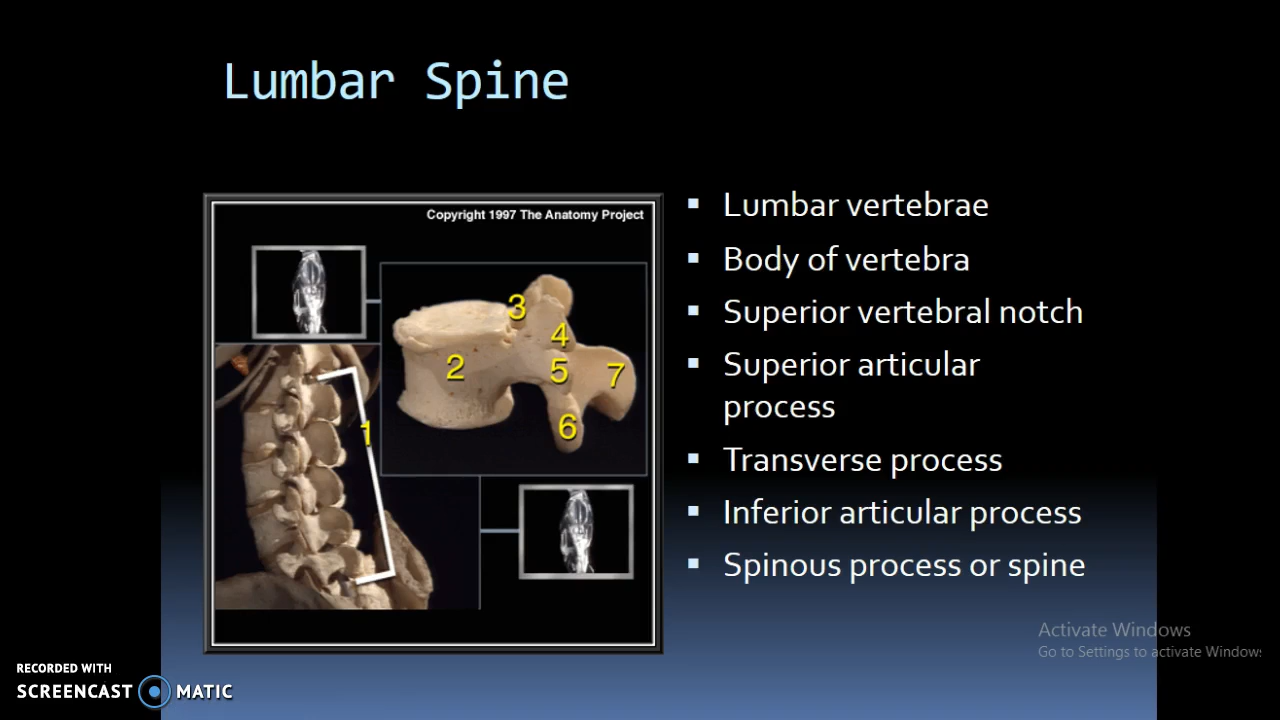 Lumbar Spine
Copyright 1997 The Anatomy Project
3
4
2
5
7
1
6
▪ Lumbar vertebrae
▪ Body of vertebra
▪ Superior vertebral notch
▪ Superior articular
process
▪ Transverse process
▪ Inferior articular process
▪ Spinous process or spine
Activate Windows
Go to Settings to activate Windows
RECORDED WITH
SCREENCAST MATIC